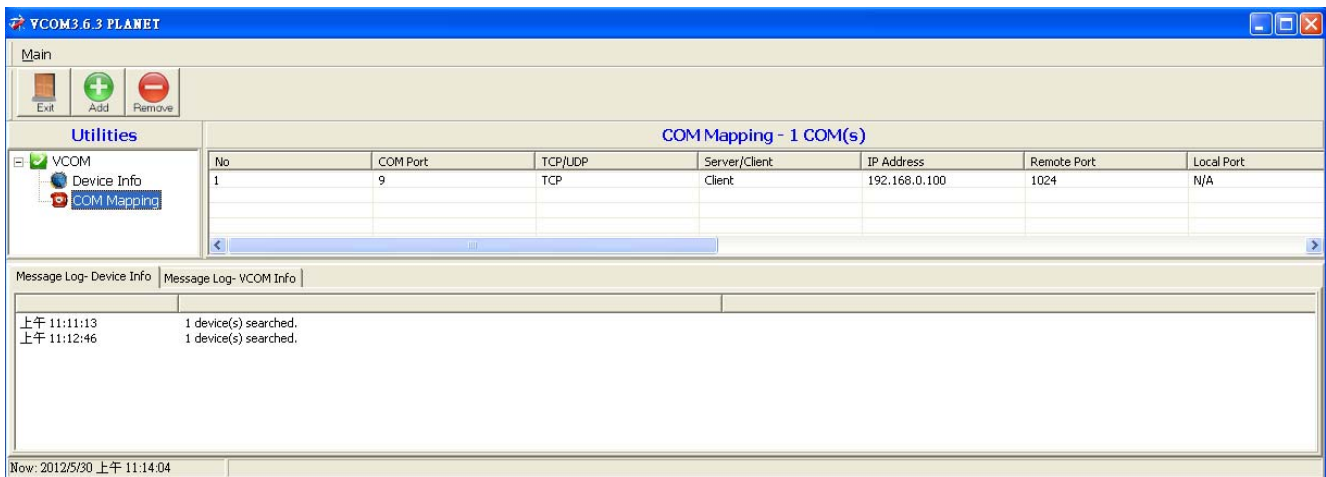 VCOM3.6.3 PLANET
Main
Exit Add Remove
Utilities COM Mapping - 1 COM(s)
VCOM
Device Info
COM Mapping
No COM Port TCP/UDP Server/Client IP Address Remote Port Local Port
1 9 TCP Client 192.168.0.100 1024 N/A
Message Log- Device Info Message Log- VCOM Info
上午 11:11:13 1 device(s) searched.
上午 11:12:46 1 device(s) searched.
Now: 2012/5/30 上午 11:14:04